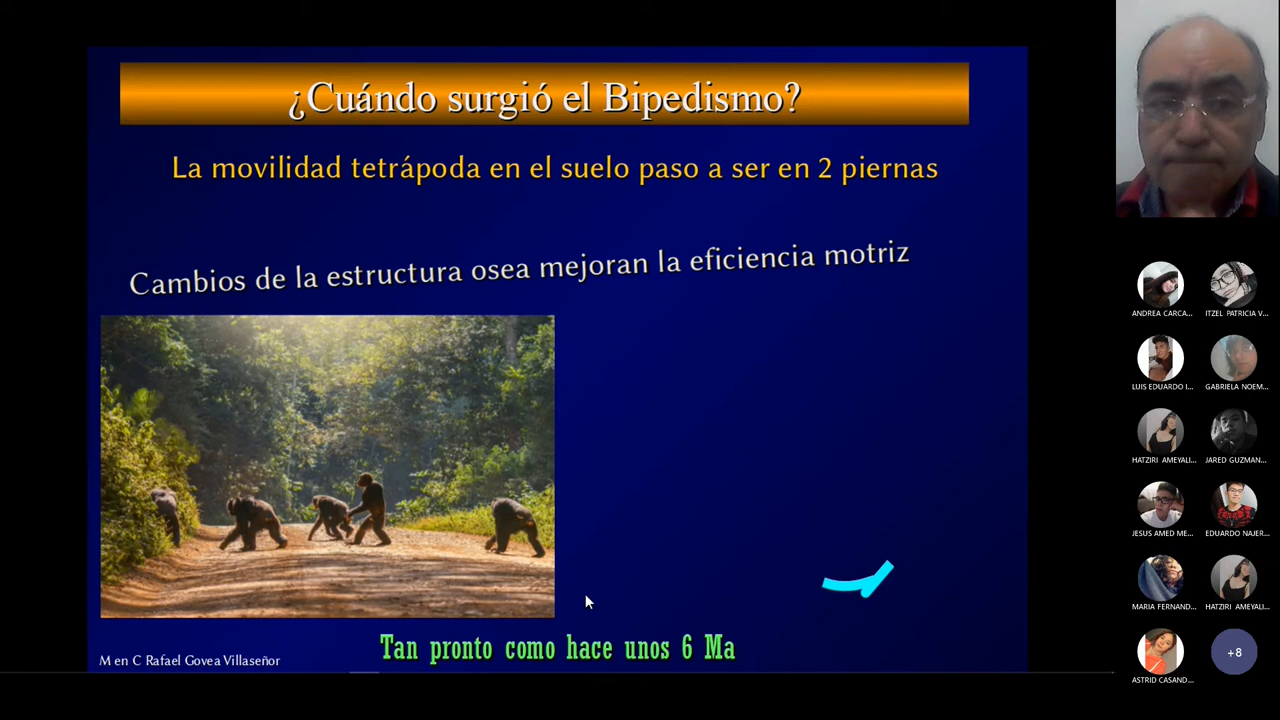 ¿Cuándo surgió el Bipedismo?
La movilidad tetrápoda en el suelo paso a ser en 2 piernas
Cambios de la estructura osea mejoran la eficiencia motriz
Tan pronto como hace unos 6 Ma
M en C Rafael Govea Villaseñor
ANDREA CARCA...
ITZEL PATRICIA V...
LUIS EDUARDO I...
GABRIELA NOEM...
HATZIRI AMEYALI...
JARED GUZMAN...
JESUS AMED ME...
EDUARDO NAJER...
MARIA FERNAND...
HATZIRI AMEYALI...
ASTRID CASAND...
+8